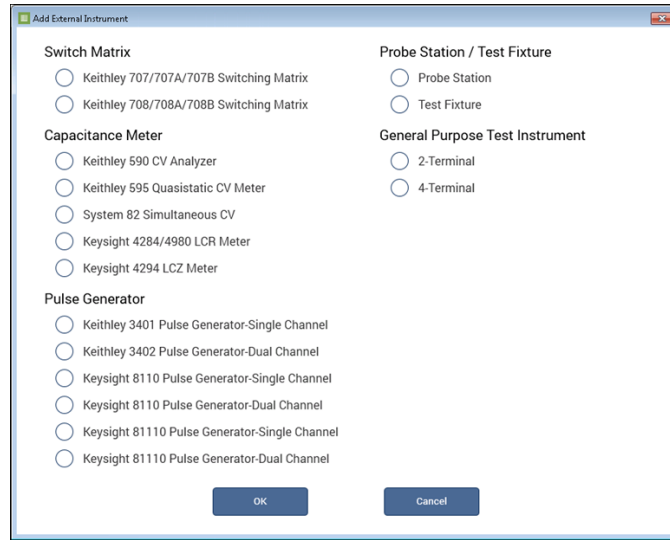 Add External Instrument
Switch Matrix
Keithley 707/707A/707B Switching Matrix
Keithley 708/708A/708B Switching Matrix
Capacitance Meter
Keithley 590 CV Analyzer
Keithley 595 Quasistatic CV Meter
System 82 Simultaneous CV
Keysight 4284/4980 LCR Meter
Keysight 4294 LCZ Meter
Pulse Generator
Keithley 3401 Pulse Generator-Single Channel
Keithley 3402 Pulse Generator-Dual Channel
Keysight 8110 Pulse Generator-Single Channel
Keysight 8110 Pulse Generator-Dual Channel
Keysight 81110 Pulse Generator-Single Channel
Keysight 81110 Pulse Generator-Dual Channel
Probe Station / Test Fixture
Probe Station
Test Fixture
General Purpose Test Instrument
2-Terminal
4-Terminal
OK
Cancel